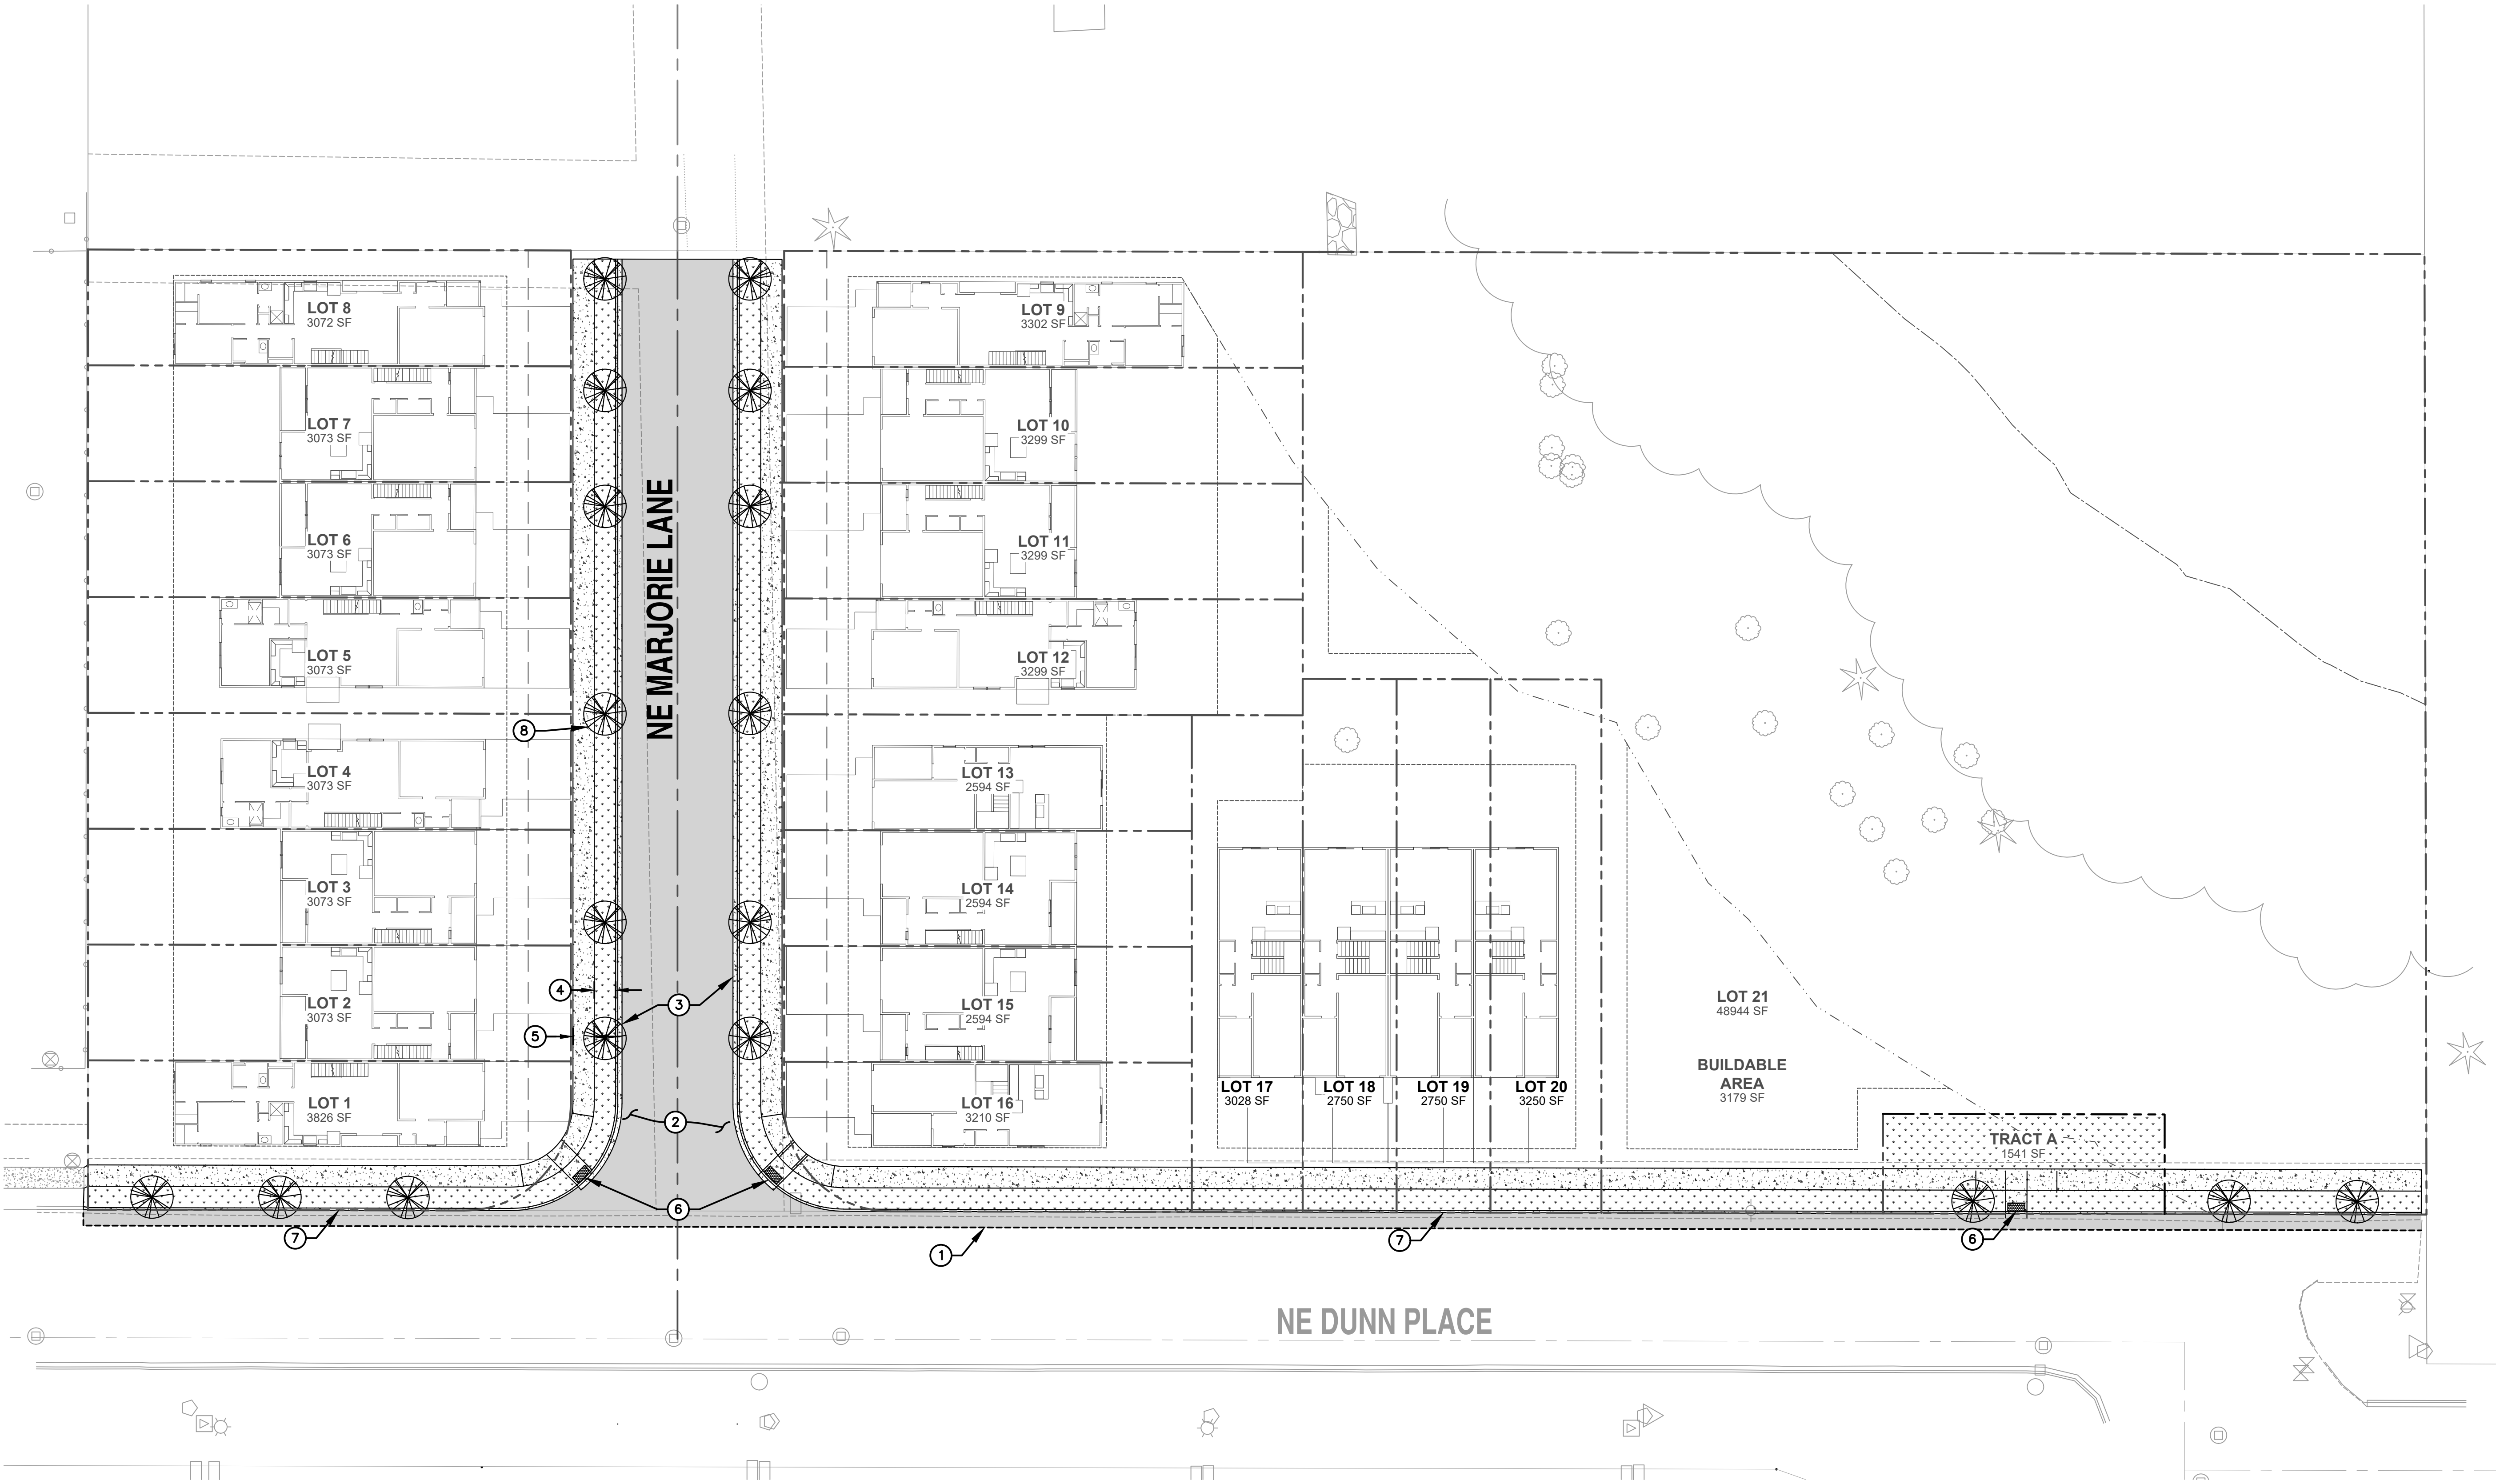 LOT 8
3072 SF
LOT 9
3302 SF
LOT 7
3073 SF
LOT 10
3299 SF
LOT 6
3073 SF
LOT 11
3299 SF
NE MARJORIE LANE
LOT 5
3073 SF
LOT 12
3299 SF
8
LOT 4
3073 SF
LOT 13
2594 SF
LOT 3
3073 SF
LOT 14
2594 SF
4
3
LOT 2
3073 SF
LOT 15
2594 SF
LOT 21
48944 SF
5
BUILDABLE
AREA
3179 SF
LOT 1
3826 SF
2
LOT 16
3210 SF
LOT 17
3028 SF
LOT 18
2750 SF
LOT 19
2750 SF
LOT 20
3250 SF
TRACT A
1541 SF
6
7
1
7
6
NE DUNN PLACE